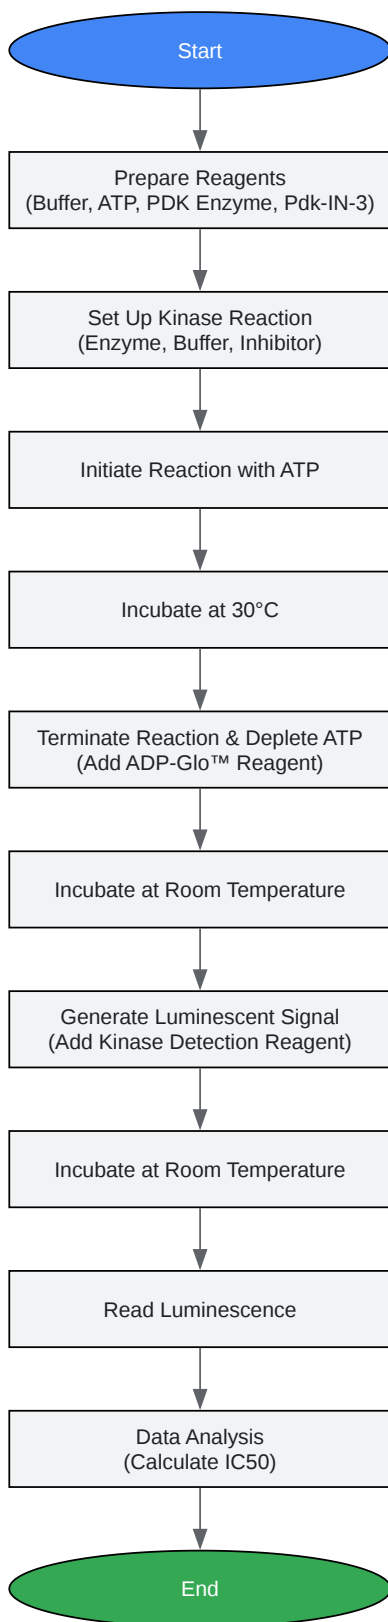 Start
Prepare Reagents
(Buffer, ATP, PDK Enzyme, Pdk-IN-3)
Set Up Kinase Reaction
(Enzyme, Buffer, Inhibitor)
Initiate Reaction with ATP
Incubate at 30°C
Terminate Reaction & Deplete ATP
(Add ADP-Glo™ Reagent)
Incubate at Room Temperature
Generate Luminescent Signal
(Add Kinase Detection Reagent)
Incubate at Room Temperature
Read Luminescence
Data Analysis
(Calculate IC50)
End